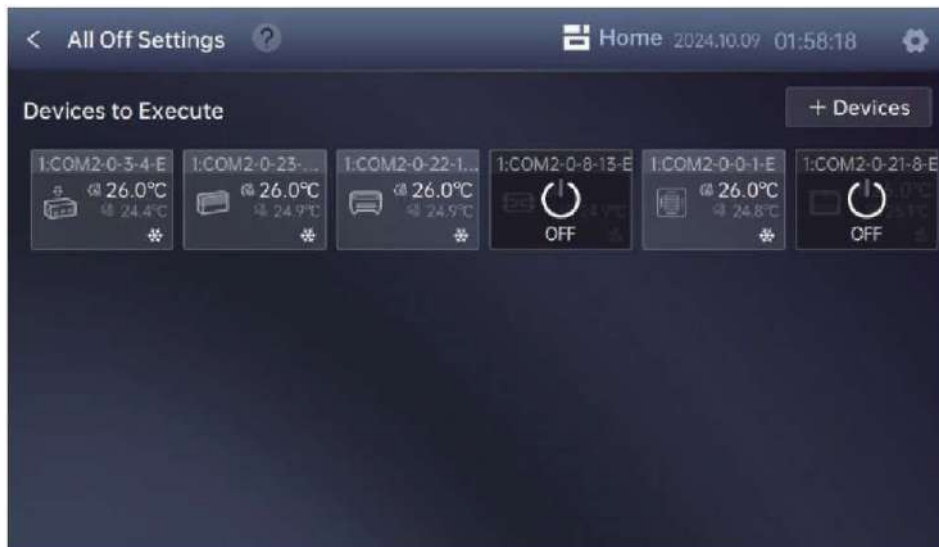 < All Off Settings ? Home 2024.10.09 01:58:18
Devices to Execute + Devices
1:COM2-0-3-4-E 1:COM2-0-23-... 1:COM2-0-22-1... 1:COM2-0-8-13-E 1:COM2-0-0-1-E 1:COM2-0-21-8-E
26.0°C 26.0°C 26.0°C 26.0°C
24.4°C 24.9°C 24.9°C 24.8°C
OFF OFF